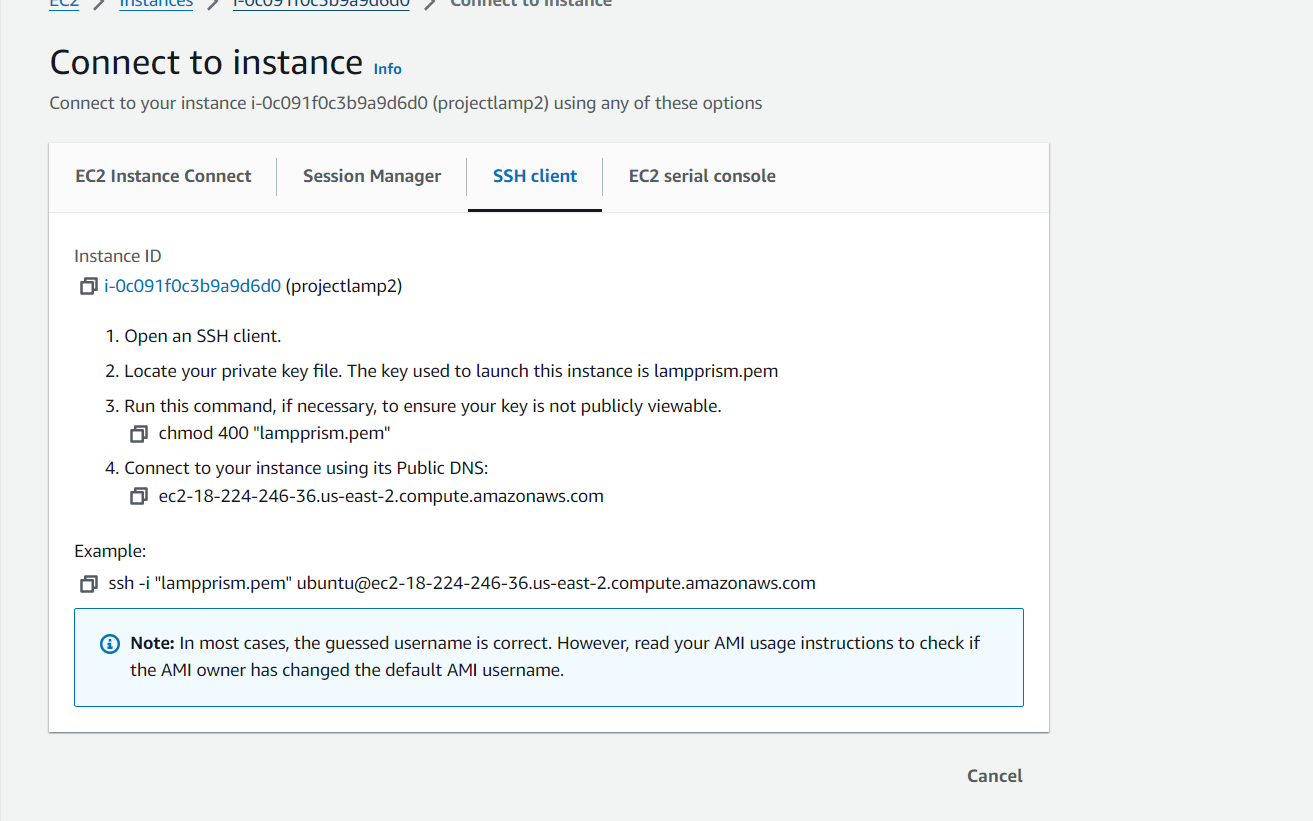 EC2 > Instances > i-0c091f0c3b9a9d6d0 > Connect to instance
Connect to instance Info
Connect to your instance i-0c091f0c3b9a9d6d0 (projectlamp2) using any of these options
EC2 Instance Connect Session Manager SSH client EC2 serial console
Instance ID
i-0c091f0c3b9a9d6d0 (projectlamp2)
1. Open an SSH client.
2. Locate your private key file. The key used to launch this instance is lampprism.pem
3. Run this command, if necessary, to ensure your key is not publicly viewable.
chmod 400 "lampprism.pem"
4. Connect to your instance using its Public DNS:
ec2-18-224-246-36.us-east-2.compute.amazonaws.com
Example:
ssh -i "lampprism.pem" ubuntu@ec2-18-224-246-36.us-east-2.compute.amazonaws.com
Note: In most cases, the guessed username is correct. However, read your AMI usage instructions to check if
the AMI owner has changed the default AMI username.
Cancel